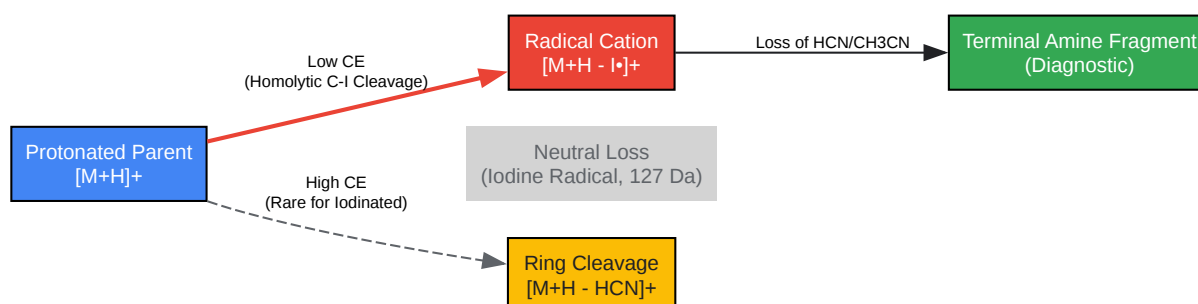 Radical Cation
[M+H - I•]+
Loss of HCN/CH3CN
Terminal Amine Fragment
(Diagnostic)
Low CE
(Homolytic C-I Cleavage)
Protonated Parent
[M+H]+
Neutral Loss
(Iodine Radical, 127 Da)
High CE
(Rare for Iodinated)
Ring Cleavage
[M+H - HCN]+